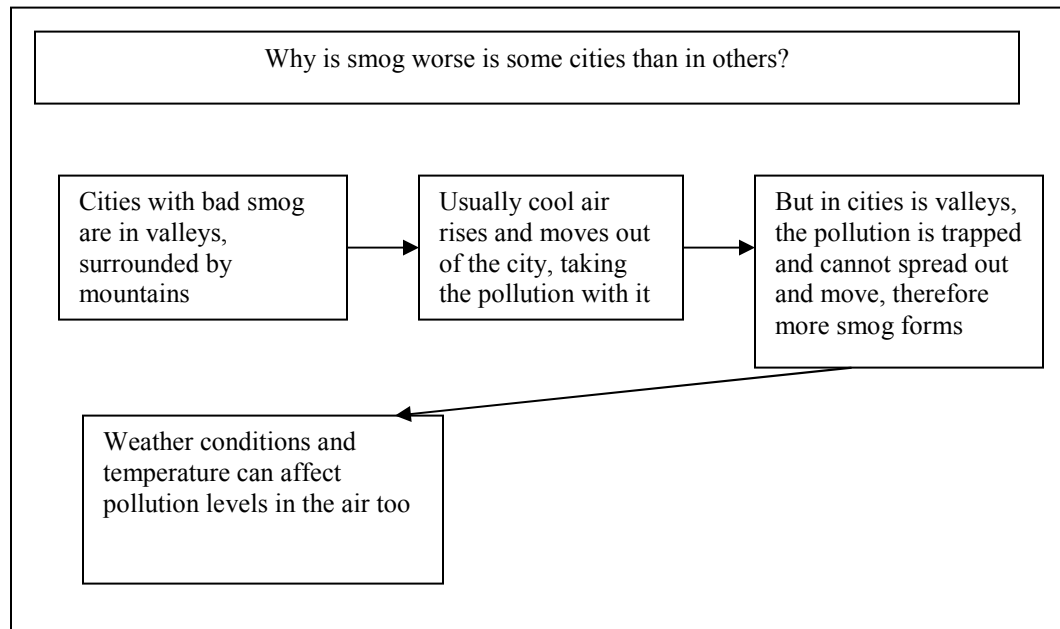 Why is smog worse is some cities than in others?
Cities with bad smog
are in valleys,
surrounded by
mountains
Usually cool air
rises and moves out
of the city, taking
the pollution with it
But in cities is valleys,
the pollution is trapped
and cannot spread out
and move, therefore
more smog forms
Weather conditions and
temperature can affect
pollution levels in the air too